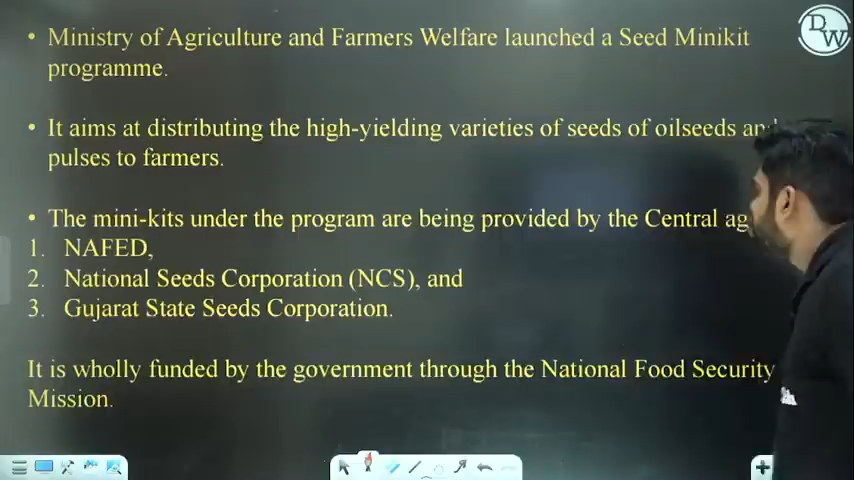 • Ministry of Agriculture and Farmers Welfare launched a Seed Minikit
programme.
• It aims at distributing the high-yielding varieties of seeds of oilseeds and
pulses to farmers.
• The mini-kits under the program are being provided by the Central
1. NAFED,
2. National Seeds Corporation (NCS), and
3. Gujarat State Seeds Corporation.
It is wholly funded by the government through the National Food Security
Mission.
DW